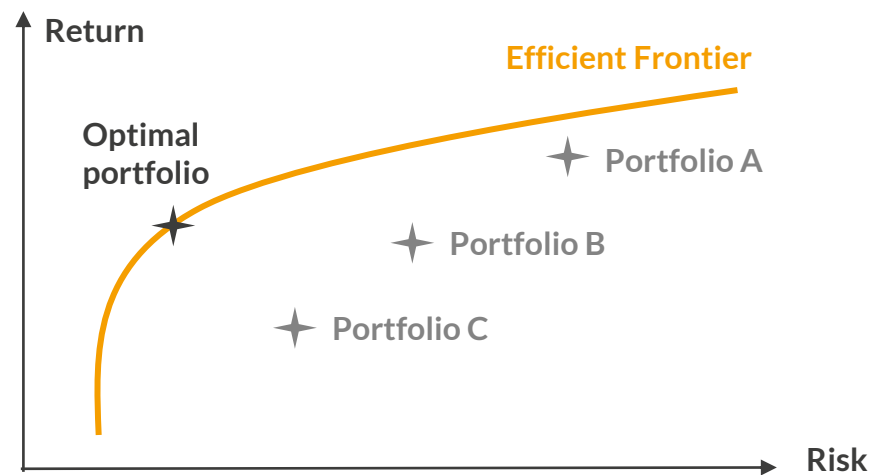 Return
Efficient Frontier
Optimal
portfolio
Portfolio A
Portfolio B
Portfolio C
Risk